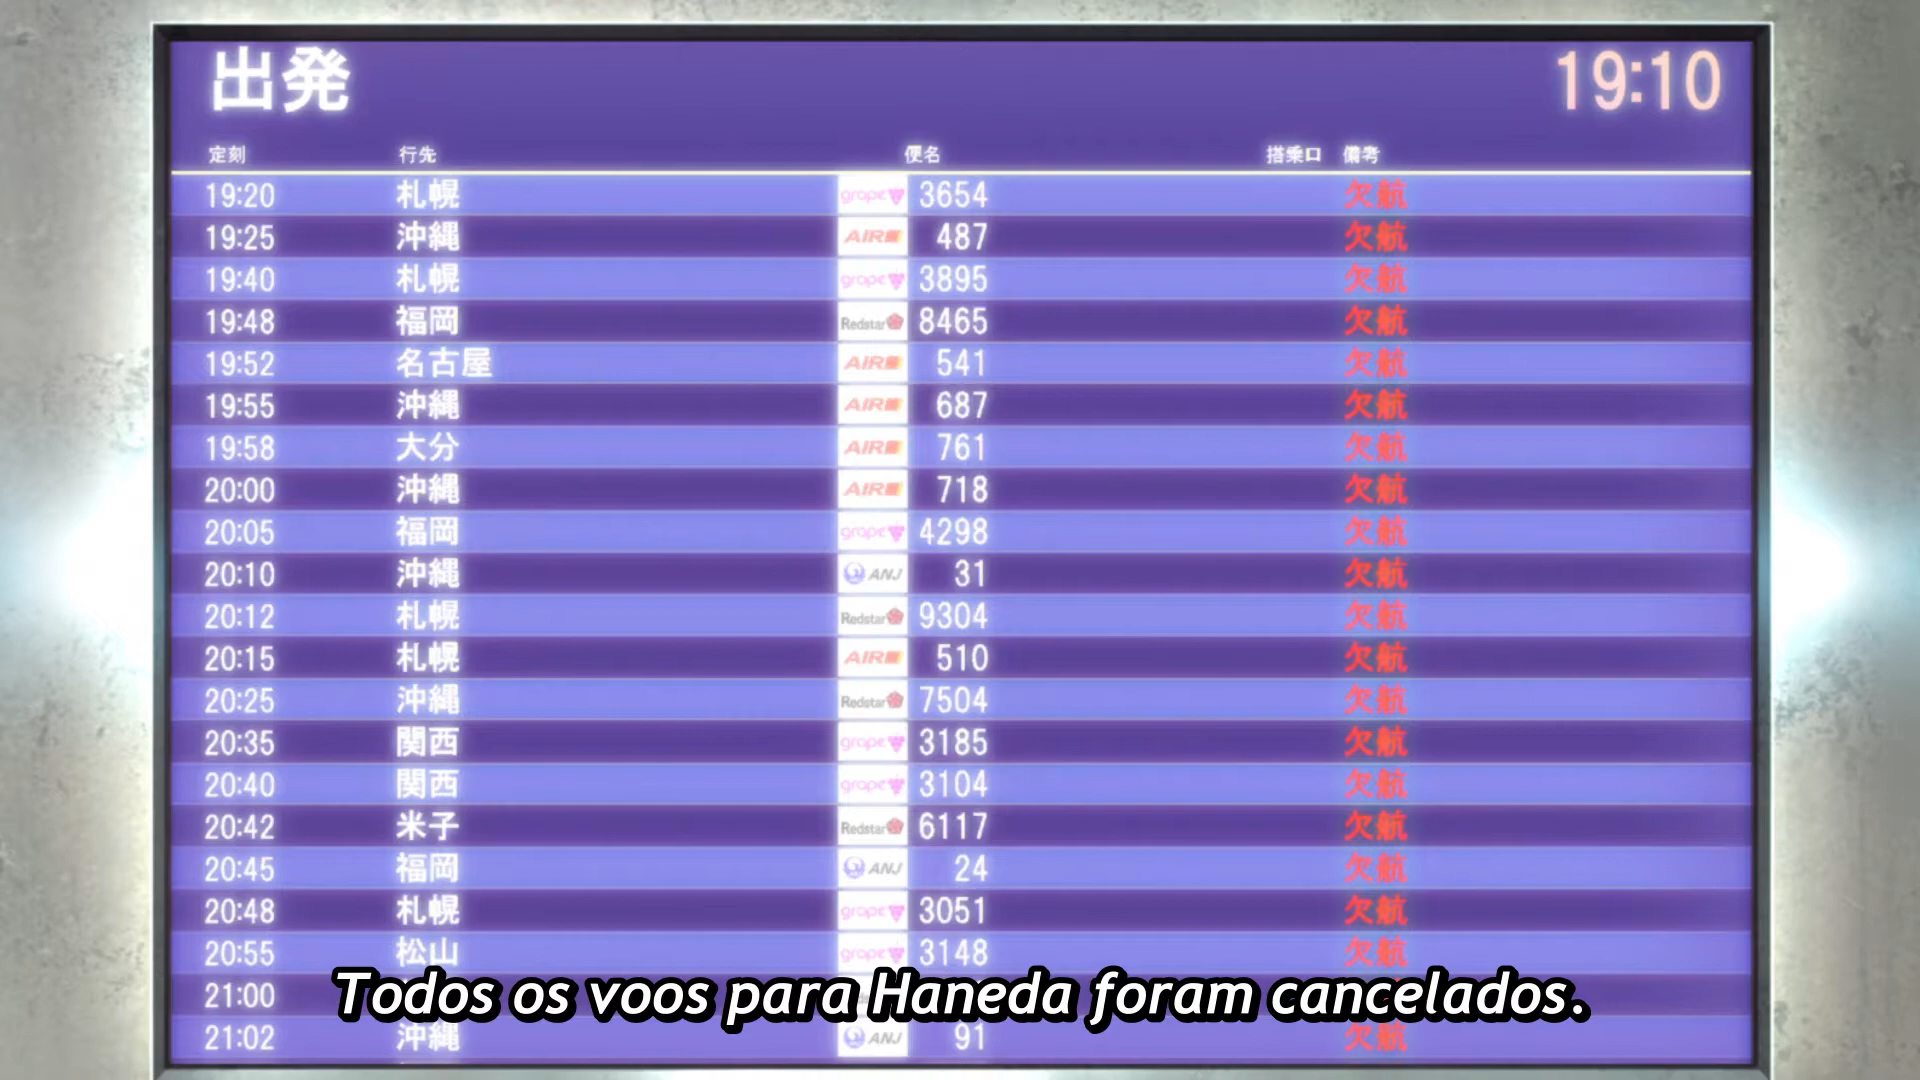 出発 19:10
定刻 行先 便名 搭乗口 備考
19:20 札幌 grape 3654 欠航
19:25 沖縄 AIR 487 欠航
19:40 札幌 grape 3895 欠航
19:48 福岡 Redstar 8465 欠航
19:52 名古屋 AIR 541 欠航
19:55 沖縄 AIR 687 欠航
19:58 大分 AIR 761 欠航
20:00 沖縄 AIR 718 欠航
20:05 福岡 grape 4298 欠航
20:10 沖縄 ANJ 31 欠航
20:12 札幌 Redstar 9304 欠航
20:15 札幌 AIR 510 欠航
20:25 沖縄 Redstar 7504 欠航
20:35 関西 grape 3185 欠航
20:40 関西 grape 3104 欠航
20:42 米子 Redstar 6117 欠航
20:45 福岡 ANJ 24 欠航
20:48 札幌 grape 3051 欠航
20:55 松山 grape 3148 欠航
21:00
Todos os voos para Haneda foram cancelados.
21:02 沖縄 ANJ 91 欠航